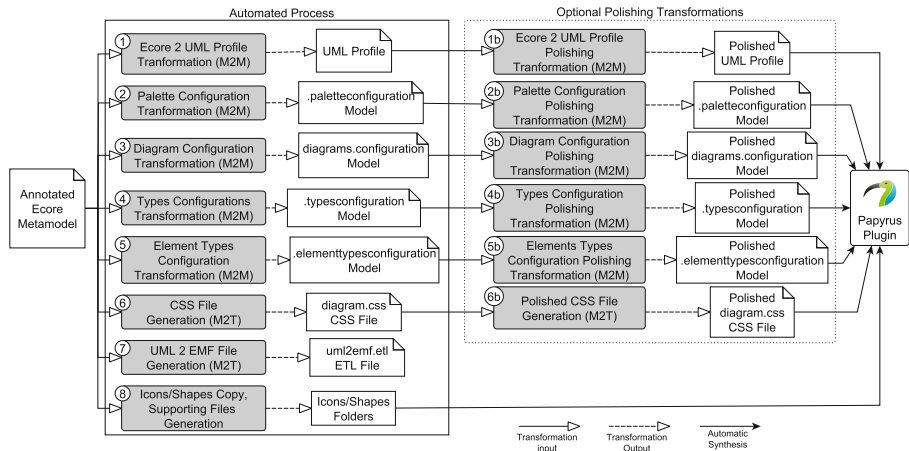 Automated Process
Optional Polishing Transformations
Annotated
Ecore
Metamodel
1
Ecore 2 UML Profile
Tranformation (M2M)
UML Profile
1b
Ecore 2 UML Profile
Polishing
Transformation (M2M)
Polished
UML Profile
2
Palette Configuration
Tranformation (M2M)
.paletteconfiguration
Model
2b
Palette Configuration
Polishing
Transformation (M2M)
Polished
.paletteconfiguration
Model
3
Diagram Configuration
Transformation (M2M)
diagrams.configuration
Model
3b
Diagram Configuration
Polishing
Transformation (M2M)
Polished
diagrams.configuration
Model
4
Types Configurations
Transformation (M2M)
.typesconfiguration
Model
4b
Types Configuration
Polishing
Transformation (M2M)
Polished
.typesconfiguration
Model
5
Element Types
Configuration
Transformation (M2M)
.elementtypesconfiguration
Model
5b
Elements Types
Configuration Polishing
Transformation (M2M)
Polished
.elementtypesconfiguration
Model
6
CSS File
Generation (M2T)
diagram.css
CSS File
6b
Polished CSS File
Generation (M2T)
Polished
diagram.css
CSS File
7
UML 2 EMF File
Generation (M2T)
uml2emf.etl
ETL File
8
Icons/Shapes Copy,
Supporting Files
Generation
Icons/Shapes
Folders
Papyrus
Plugin
Transformation
input
Transformation
Output
Automatic
Synthesis